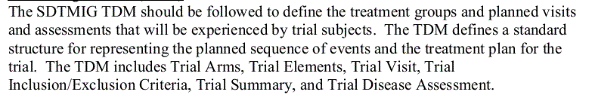 The SDTMIG TDM should be followed to define the treatment groups and planned visits
and assessments that will be experienced by trial subjects.  The TDM defines a standard
structure for representing the planned sequence of events and the treatment plan for the
trial.  The TDM includes Trial Arms, Trial Elements, Trial Visit, Trial
Inclusion/Exclusion Criteria, Trial Summary, and Trial Disease Assessment.